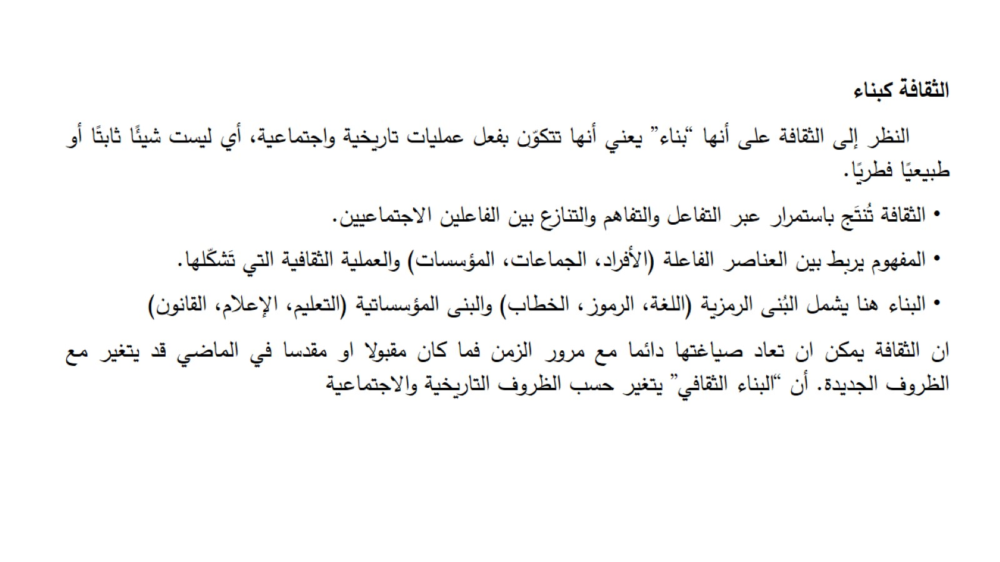 الثقافة كبناء
النظر إلى الثقافة على أنها “بناء” يعني أنها تتكوّن بفعل عمليات تاريخية واجتماعية، أي ليست شيئًا ثابتًا أو
طبيعيًا فطريًا.
• الثقافة تُنتَج باستمرار عبر التفاعل والتفاهم والتنازع بين الفاعلين الاجتماعيين.
• المفهوم يربط بين العناصر الفاعلة (الأفراد، الجماعات، المؤسسات) والعملية الثقافية التي تَشكّلها.
• البناء هنا يشمل البُنى الرمزية (اللغة، الرموز، الخطاب) والبنى المؤسساتية (التعليم، الإعلام، القانون)
ان الثقافة يمكن ان تعاد صياغتها دائما مع مرور الزمن فما كان مقبولا او مقدسا في الماضي قد يتغير مع
الظروف الجديدة. أن “البناء الثقافي” يتغير حسب الظروف التاريخية والاجتماعية